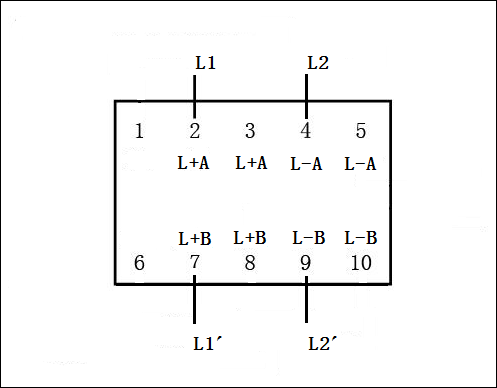 L1 L2
1 2 3 4 5
L+A L+A L-A L-A
L+B L+B L-B L-B
6 7 8 9 10
L1′ L2′